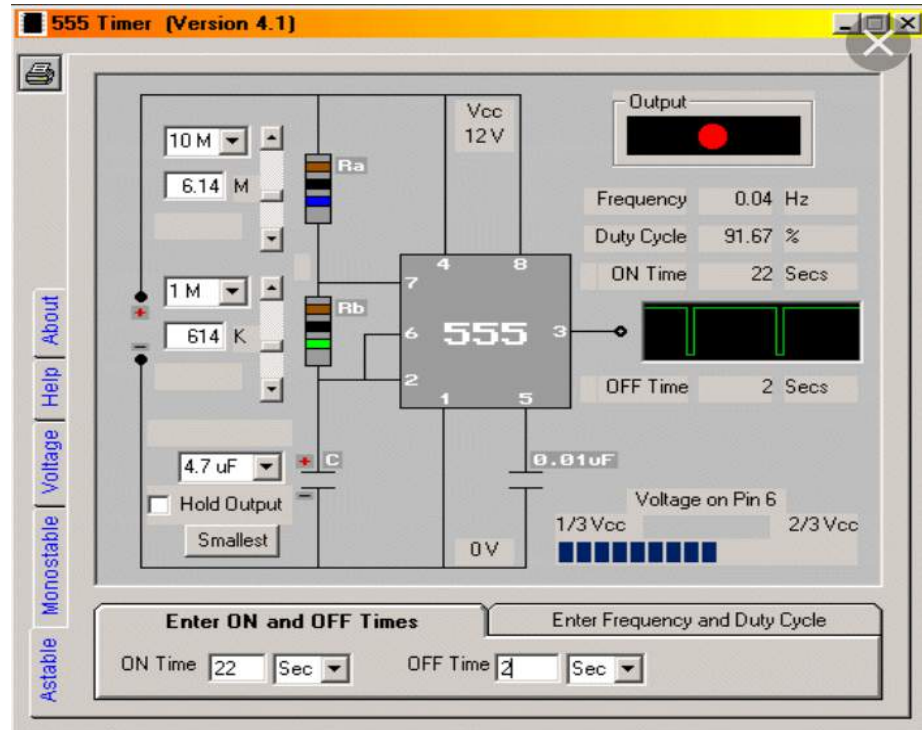 555 Timer (Version 4.1)
Vcc
12 V
Output
10 M
Ra
6.14 M
Frequency 0.04 Hz
Duty Cycle 91.67 %
4 8
ON Time 22 Secs
7
1 M
Rb
+
6 555 3
614 K
-
2
OFF Time 2 Secs
1 5
4.7 uF
+ C
0.01uF
-
Hold Output
Voltage on Pin 6
1/3 Vcc 2/3 Vcc
Smallest
0 V
About
Help
Voltage
Monostable
Astable
Enter ON and OFF Times
Enter Frequency and Duty Cycle
ON Time 22 Sec OFF Time 2 Sec